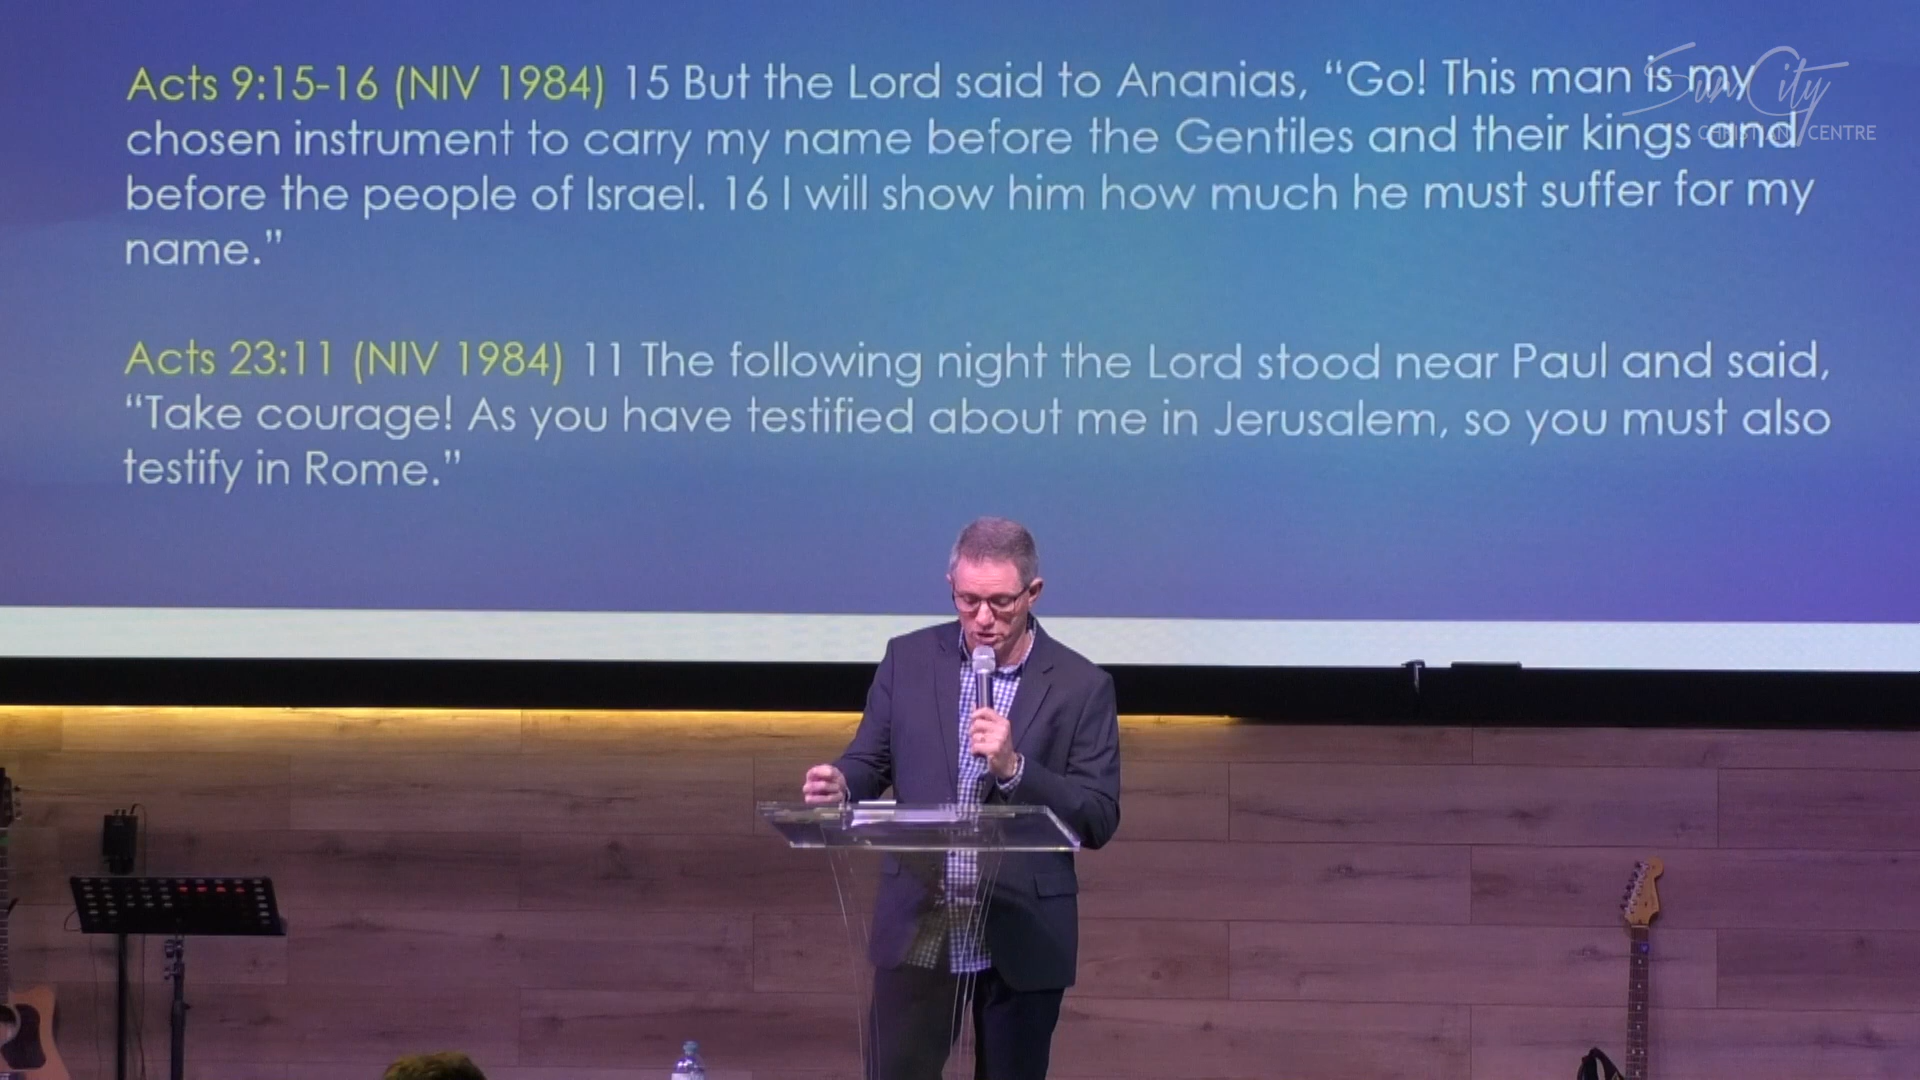 Acts 9:15-16 (NIV 1984) 15 But the Lord said to Ananias, “Go! This man is my
chosen instrument to carry my name before the Gentiles and their kings and
before the people of Israel. 16 I will show him how much he must suffer for my
name.”
Acts 23:11 (NIV 1984) 11 The following night the Lord stood near Paul and said,
“Take courage! As you have testified about me in Jerusalem, so you must also
testify in Rome.”
Sun City
CHRISTIAN CENTRE